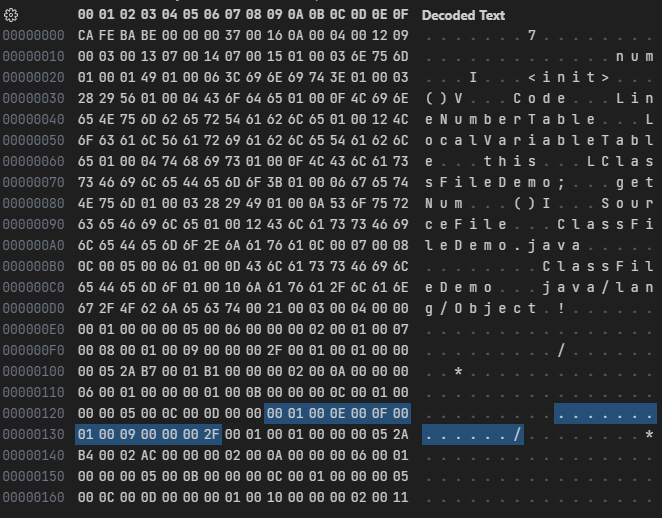 00 01 02 03 04 05 06 07 08 09 0A 0B 0C 0D 0E 0F Decoded Text
00000000 CA FE BA BE 00 00 00 37 00 16 0A 00 04 00 12 09 . . . . . . . 7 . . . . . . . .
00000010 00 03 00 13 07 00 14 07 00 15 01 00 03 6E 75 6D . . . . . . . . . . . . . n u m
00000020 01 00 01 49 01 00 06 3C 69 6E 69 74 3E 01 00 03 . . . I . . . < i n i t > . . .
00000030 28 29 56 01 00 04 43 6F 64 65 01 00 0F 4C 69 6E ( ) V . . . C o d e . . . L i n
00000040 65 4E 75 6D 62 65 72 54 61 62 6C 65 01 00 12 4C e N u m b e r T a b l e . . . L
00000050 6F 63 61 6C 56 61 72 69 61 62 6C 65 54 61 62 6C o c a l V a r i a b l e T a b l
00000060 65 01 00 04 74 68 69 73 01 00 0F 4C 43 6C 61 73 e . . . t h i s . . . L C l a s
00000070 73 46 69 6C 65 44 65 6D 6F 3B 01 00 06 67 65 74 s F i l e D e m o ; . . . g e t
00000080 4E 75 6D 01 00 03 28 29 49 01 00 0A 53 6F 75 72 N u m . . . ( ) I . . . S o u r
00000090 63 65 46 69 6C 65 01 00 12 43 6C 61 73 73 46 69 c e F i l e . . . C l a s s F i
000000A0 6C 65 44 65 6D 6F 2E 6A 61 76 61 0C 00 07 00 08 l e D e m o . j a v a . . . . .
000000B0 0C 00 05 00 06 01 00 0D 43 6C 61 73 73 46 69 6C . . . . . . . . C l a s s F i l
000000C0 65 44 65 6D 6F 01 00 10 6A 61 76 61 2F 6C 61 6E e D e m o . . . j a v a / l a n
000000D0 67 2F 4F 62 6A 65 63 74 00 21 00 03 00 04 00 00 g / O b j e c t . ! . . . . . .
000000E0 00 01 00 00 00 05 00 06 00 00 00 02 00 01 00 07 . . . . . . . . . . . . . . . .
000000F0 00 08 00 01 00 09 00 00 00 2F 00 01 00 01 00 00 . . . . . . . . . / . . . . . .
00000100 00 05 2A B7 00 01 B1 00 00 00 02 00 0A 00 00 00 . . * . . . . . . . . . . . . .
00000110 06 00 01 00 00 00 01 00 0B 00 00 00 0C 00 01 00 . . . . . . . . . . . . . . . .
00000120 00 00 05 00 0C 00 0D 00 00 00 01 00 0E 00 0F 00 . . . . . . . . . . . . . . . .
00000130 01 00 09 00 00 00 2F 00 01 00 01 00 00 00 05 2A . . . . . . / . . . . . . . . *
00000140 B4 00 02 AC 00 00 00 02 00 0A 00 00 00 06 00 01 . . . . . . . . . . . . . . . .
00000150 00 00 00 05 00 0B 00 00 00 0C 00 01 00 00 00 05 . . . . . . . . . . . . . . . .
00000160 00 0C 00 0D 00 00 00 01 00 10 00 00 00 02 00 11 . . . . . . . . . . . . . . . .